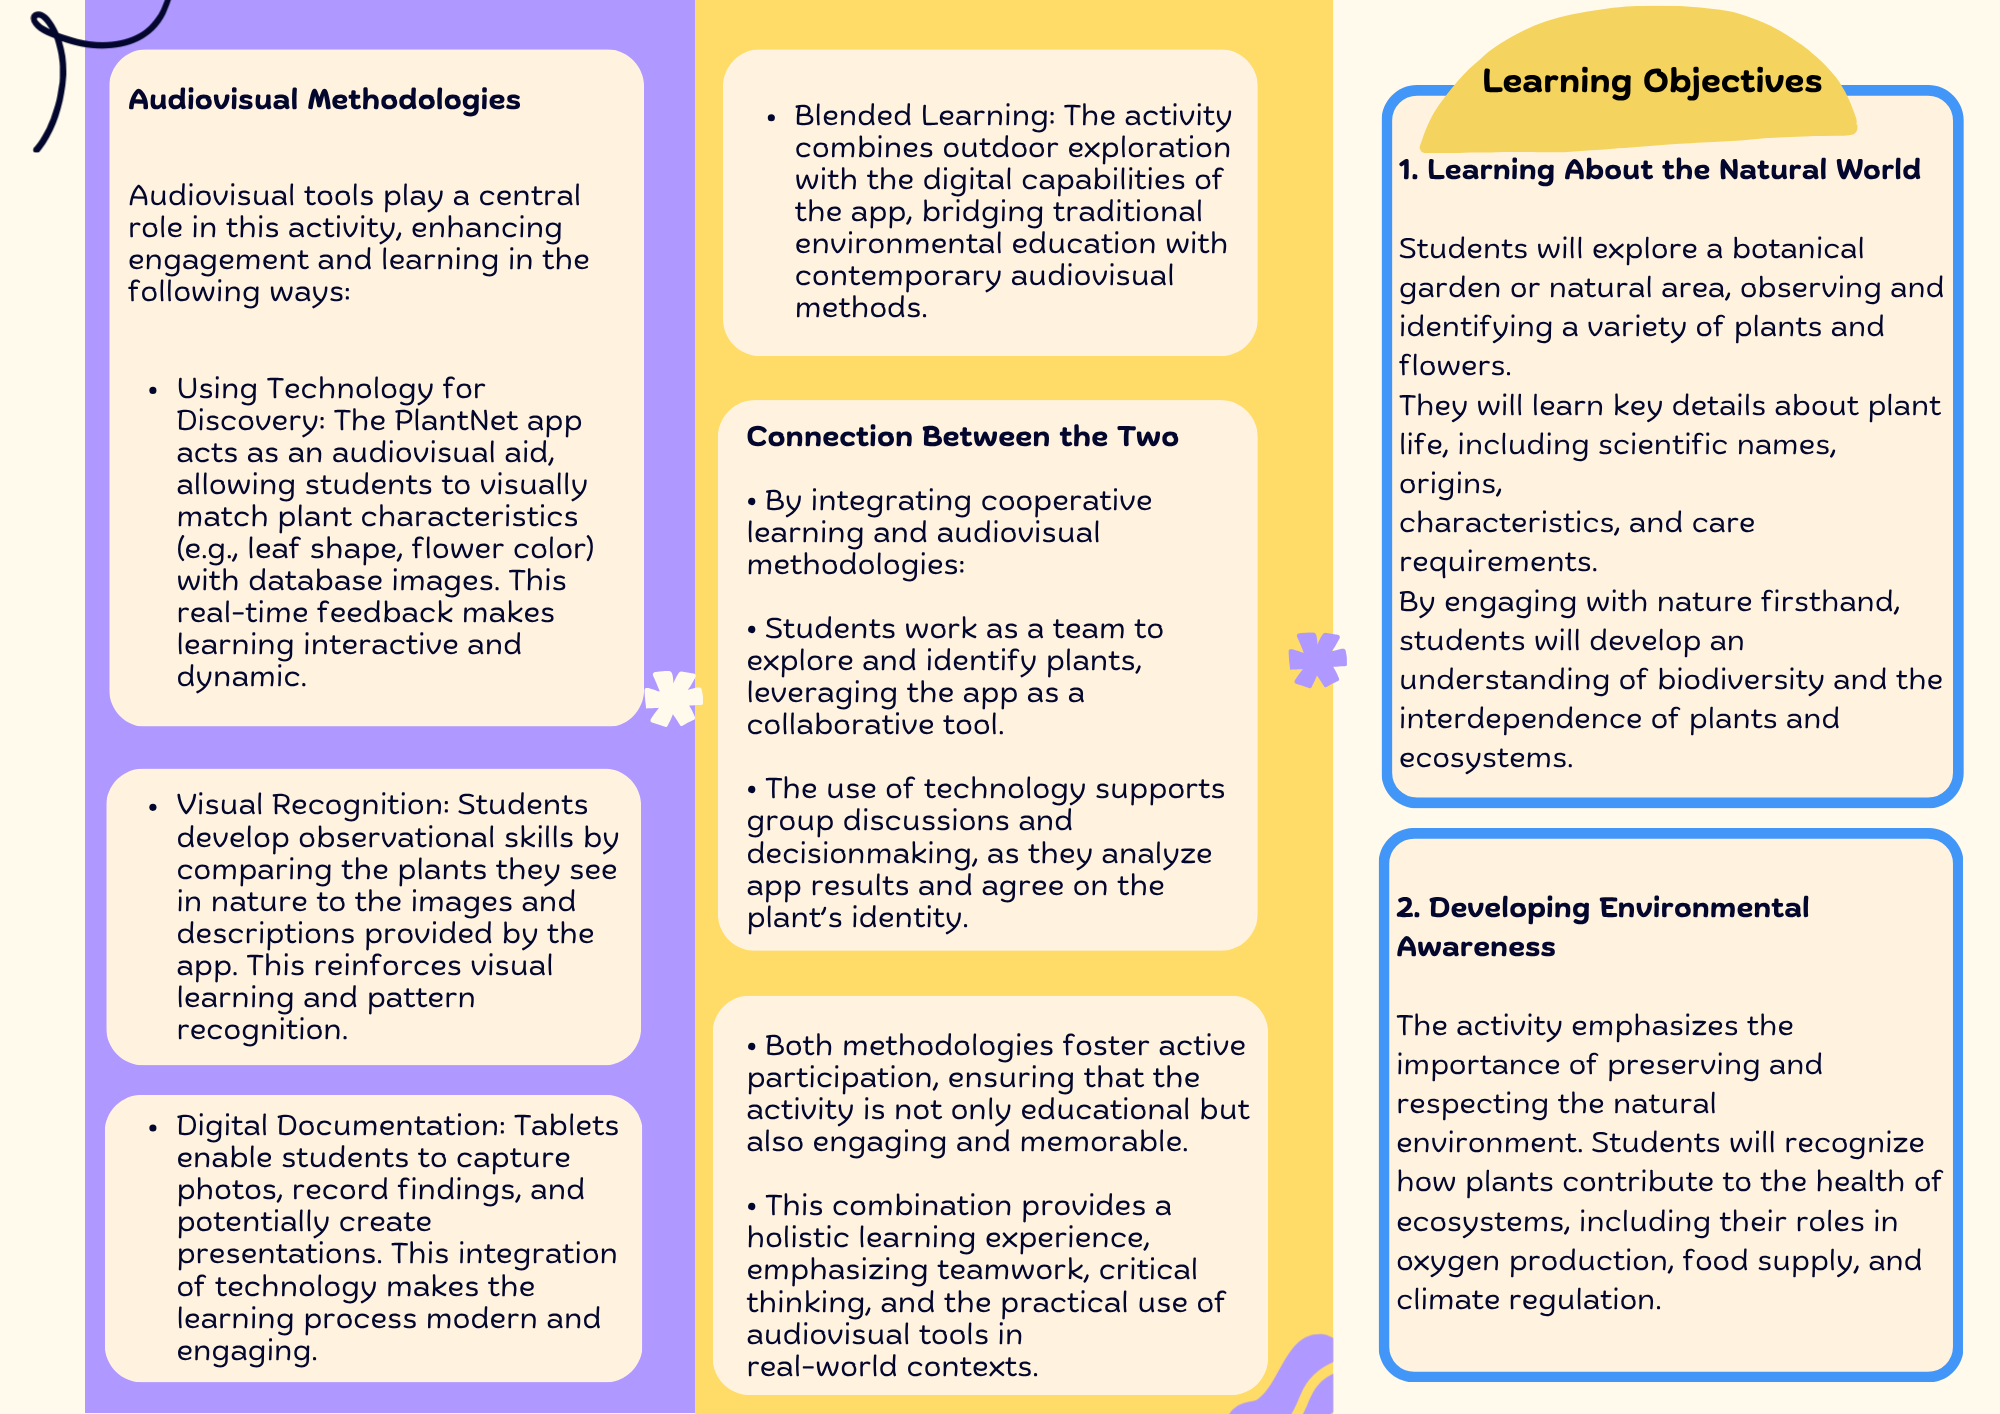 Audiovisual Methodologies
Audiovisual tools play a central
role in this activity, enhancing
engagement and learning in the
following ways:
• Using Technology for
Discovery: The PlantNet app
acts as an audiovisual aid,
allowing students to visually
match plant characteristics
(e.g., leaf shape, flower color)
with database images. This
real-time feedback makes
learning interactive and
dynamic.
• Visual Recognition: Students
develop observational skills by
comparing the plants they see
in nature to the images and
descriptions provided by the
app. This reinforces visual
learning and pattern
recognition.
• Digital Documentation: Tablets
enable students to capture
photos, record findings, and
potentially create
presentations. This integration
of technology makes the
learning process modern and
engaging.
• Blended Learning: The activity
combines outdoor exploration
with the digital capabilities of
the app, bridging traditional
environmental education with
contemporary audiovisual
methods.
Connection Between the Two
• By integrating cooperative
learning and audiovisual
methodologies:
• Students work as a team to
explore and identify plants,
leveraging the app as a
collaborative tool.
• The use of technology supports
group discussions and
decisionmaking, as they analyze
app results and agree on the
plant's identity.
• Both methodologies foster active
participation, ensuring that the
activity is not only educational but
also engaging and memorable.
• This combination provides a
holistic learning experience,
emphasizing teamwork, critical
thinking, and the practical use of
audiovisual tools in
real-world contexts.
Learning Objectives
1. Learning About the Natural World
Students will explore a botanical
garden or natural area, observing and
identifying a variety of plants and
flowers.
They will learn key details about plant
life, including scientific names,
origins,
characteristics, and care
requirements.
By engaging with nature firsthand,
students will develop an
understanding of biodiversity and the
interdependence of plants and
ecosystems.
2. Developing Environmental
Awareness
The activity emphasizes the
importance of preserving and
respecting the natural
environment. Students will recognize
how plants contribute to the health of
ecosystems, including their roles in
oxygen production, food supply, and
climate regulation.